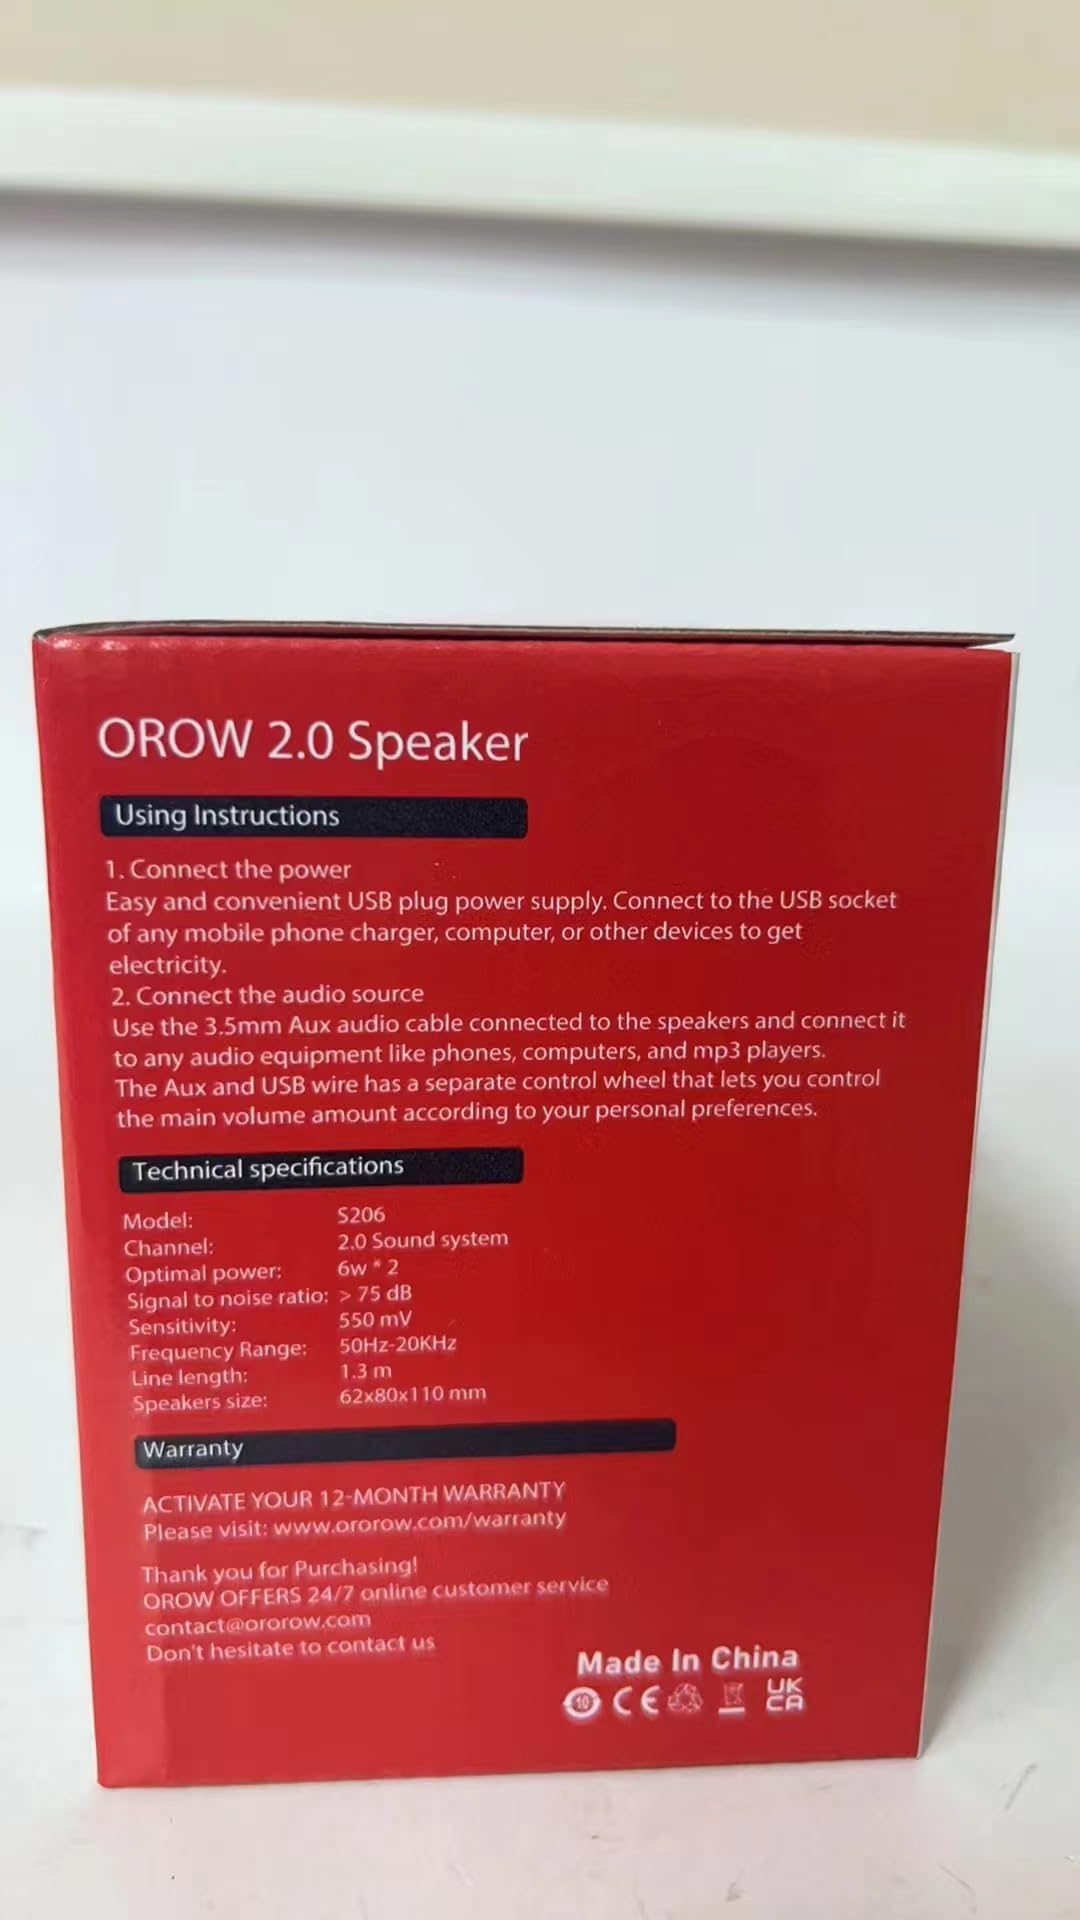 OROW 2.0 Speaker
Using Instructions
1. Connect the power
Easy and convenient USB plug power supply. Connect to the USB socket
of any mobile phone charger, computer, or other devices to get
electricity.
2. Connect the audio source
Use the 3.5mm Aux audio cable connected to the speakers and connect it
to any audio equipment like phones, computers, and mp3 players.
The Aux and USB wire has a separate control wheel that lets you control
the main volume amount according to your personal preferences.
Technical specifications
Model: S206
Channel: 2.0 Sound system
Optimal power: 6w * 2
Signal to noise ratio: > 75 dB
Sensitivity: 550 mV
Frequency Range: 50Hz-20KHz
Line length: 1.3 m
Speakers size: 62x80x110 mm
Warranty
ACTIVATE YOUR 12-MONTH WARRANTY
Please visit: www.ororow.com/warranty
Thank you for Purchasing!
OROW OFFERS 24/7 online customer service
contact@ororow.com
Don't hesitate to contact us
Made In China
10 CE UK
CA